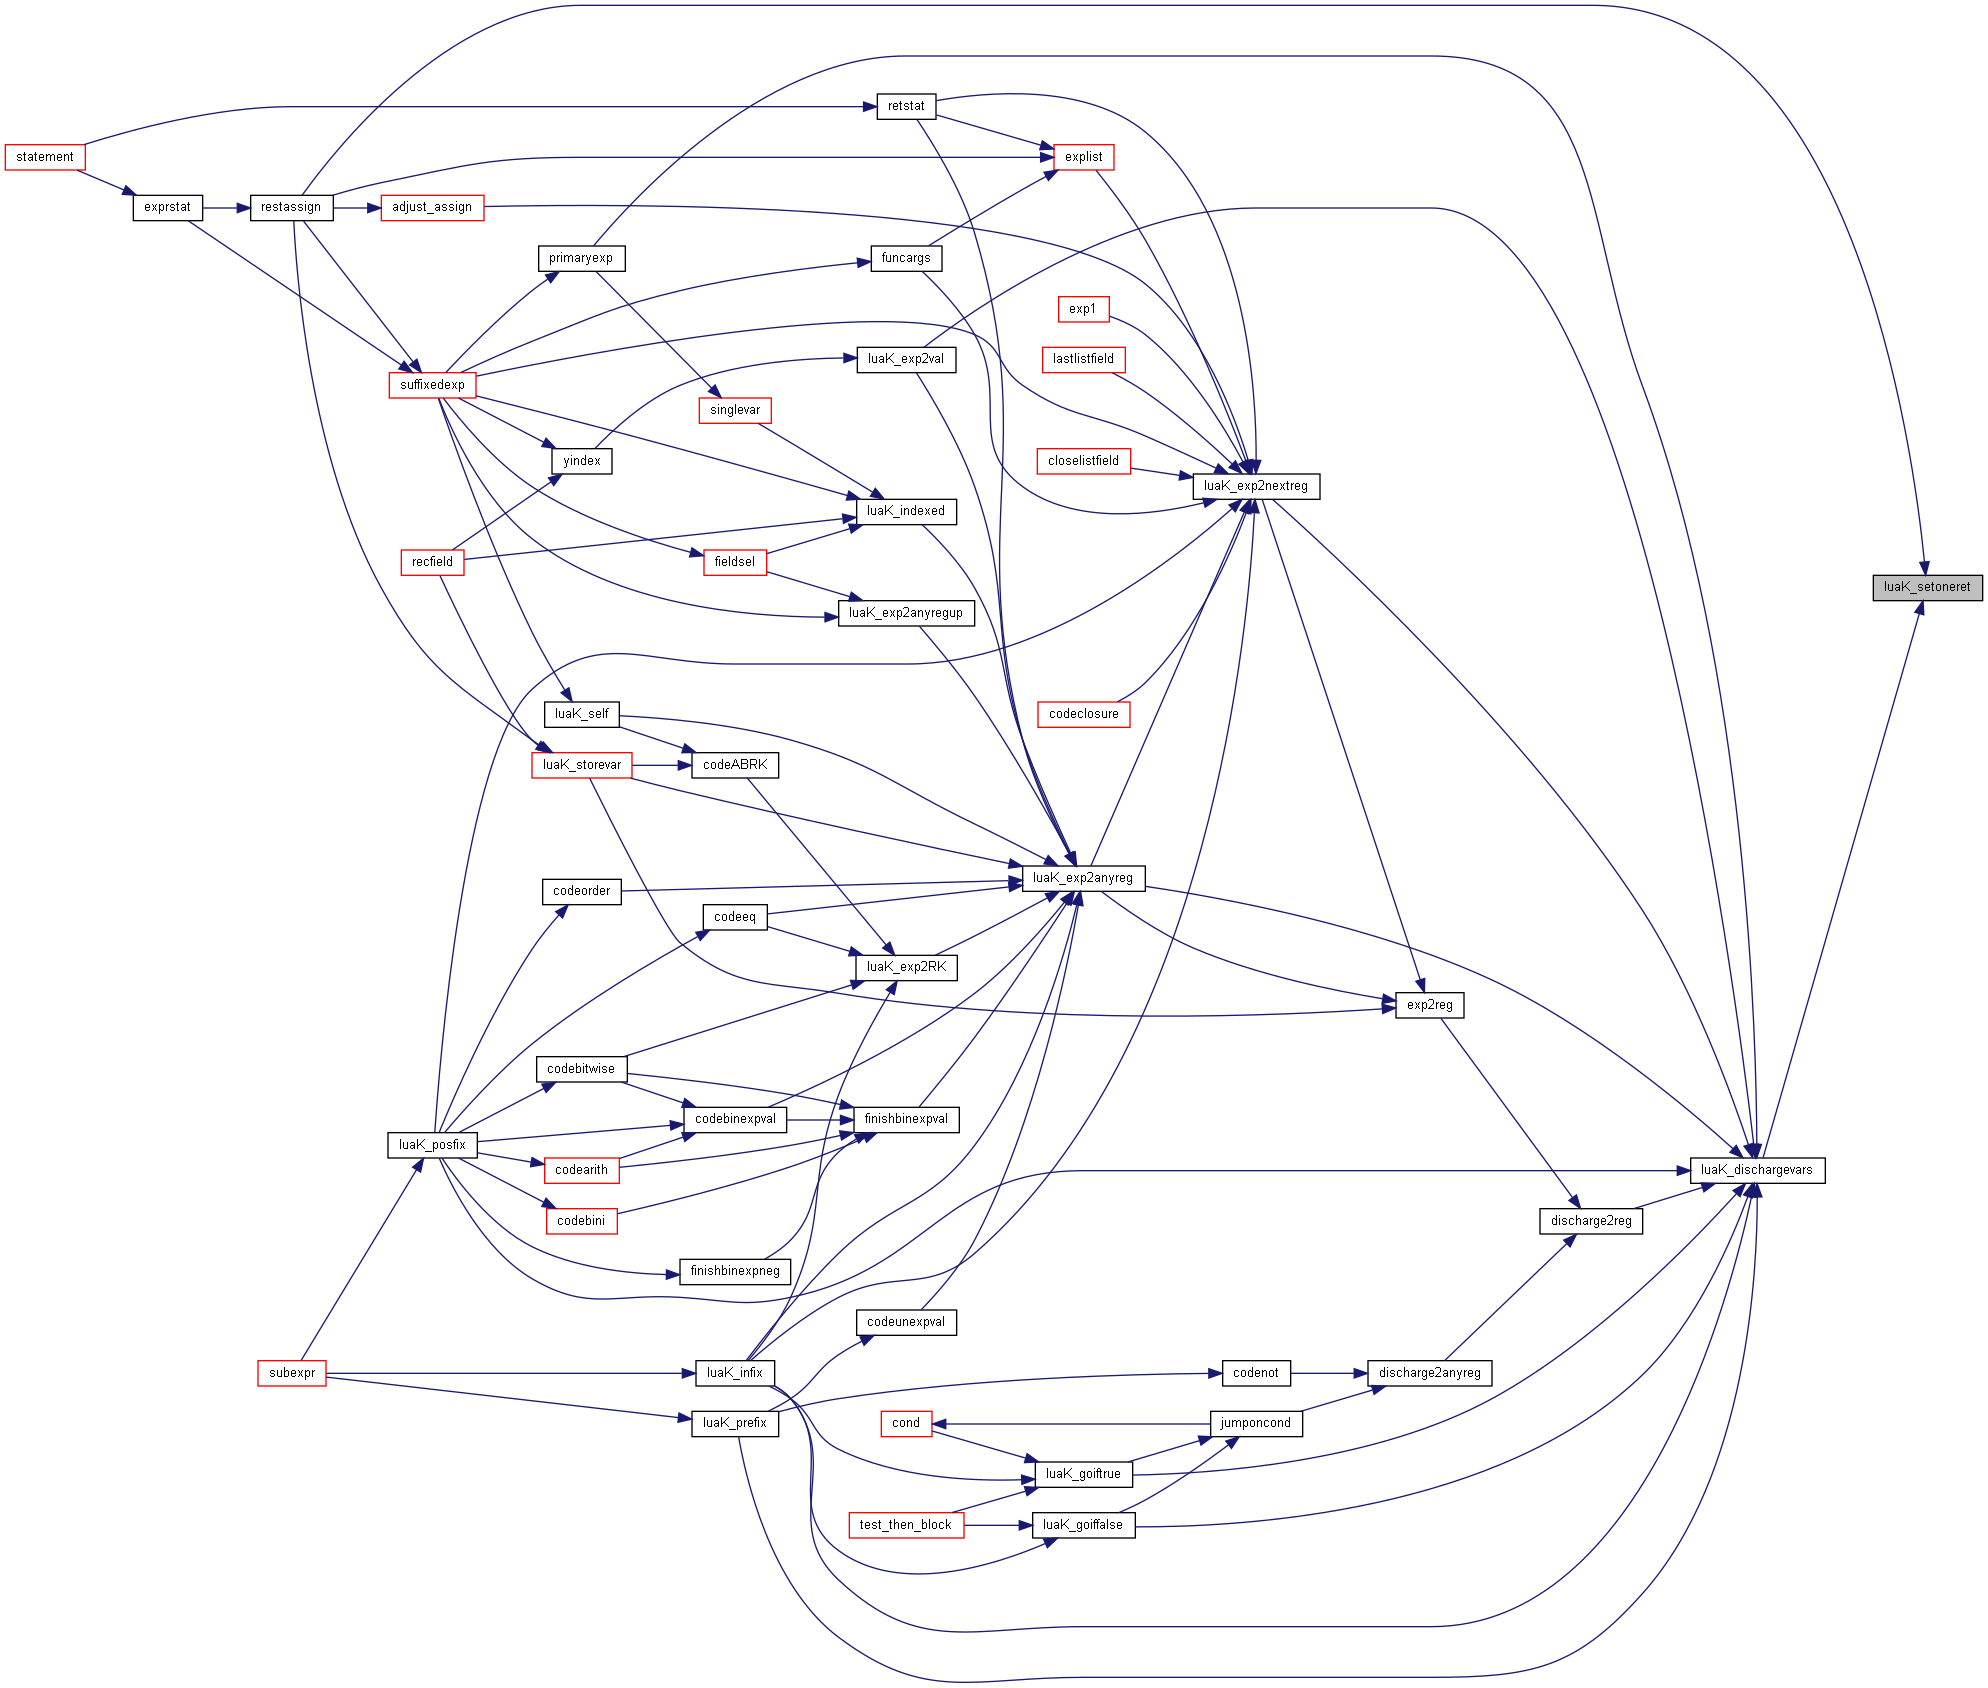 retstat
statement
explist
exprstat
restassign
adjust_assign
primaryexp
funcargs
exp1
lastlistfield
luaK_exp2val
suffixedexp
singlevar
yindex
closelistfield
luaK_exp2nextreg
luaK_indexed
recfield
fieldsel
luaK_setoneret
luaK_exp2anyregup
luaK_self
codeclosure
luaK_storevar
codeABRK
luaK_exp2anyreg
codeorder
codeeq
luaK_exp2RK
exp2reg
codebitwise
codebinexpval
finishbinexpval
luaK_posfix
codearith
luaK_dischargevars
codebini
discharge2reg
finishbinexpneg
codeunexpval
subexpr
luaK_infix
codenot
discharge2anyreg
luaK_prefix
cond
jumponcond
luaK_goiftrue
test_then_block
luaK_goiffalse